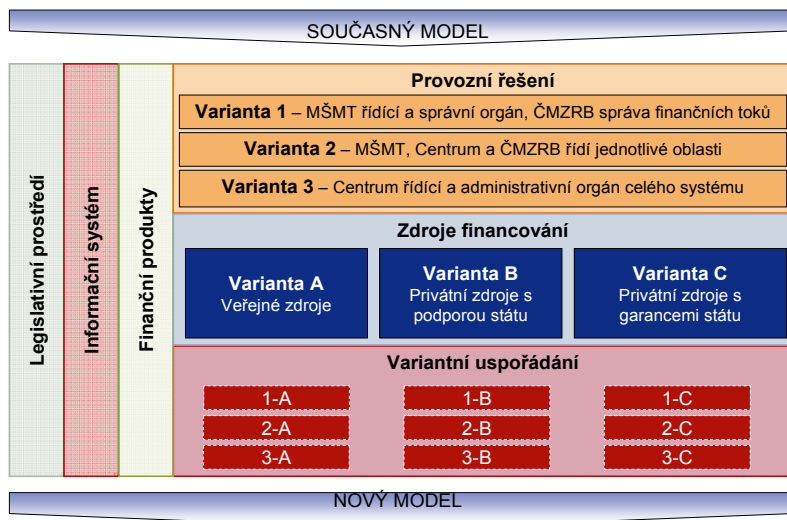 SOUČASNÝ MODEL
Legislativní prostředí
Informační systém
Finanční produkty
Provozní řešení
Varianta 1 – MŠMT řídící a správní orgán, ČMZRB správa finančních toků
Varianta 2 – MŠMT, Centrum a ČMZRB řídí jednotlivé oblasti
Varianta 3 – Centrum řídící a administrativní orgán celého systému
Zdroje financování
Varianta A
Veřejné zdroje
Varianta B
Privátní zdroje s
podporou státu
Varianta C
Privátní zdroje s
garancemi státu
Variantní uspořádání
1-A
1-B
1-C
2-A
2-B
2-C
3-A
3-B
3-C
NOVÝ MODEL